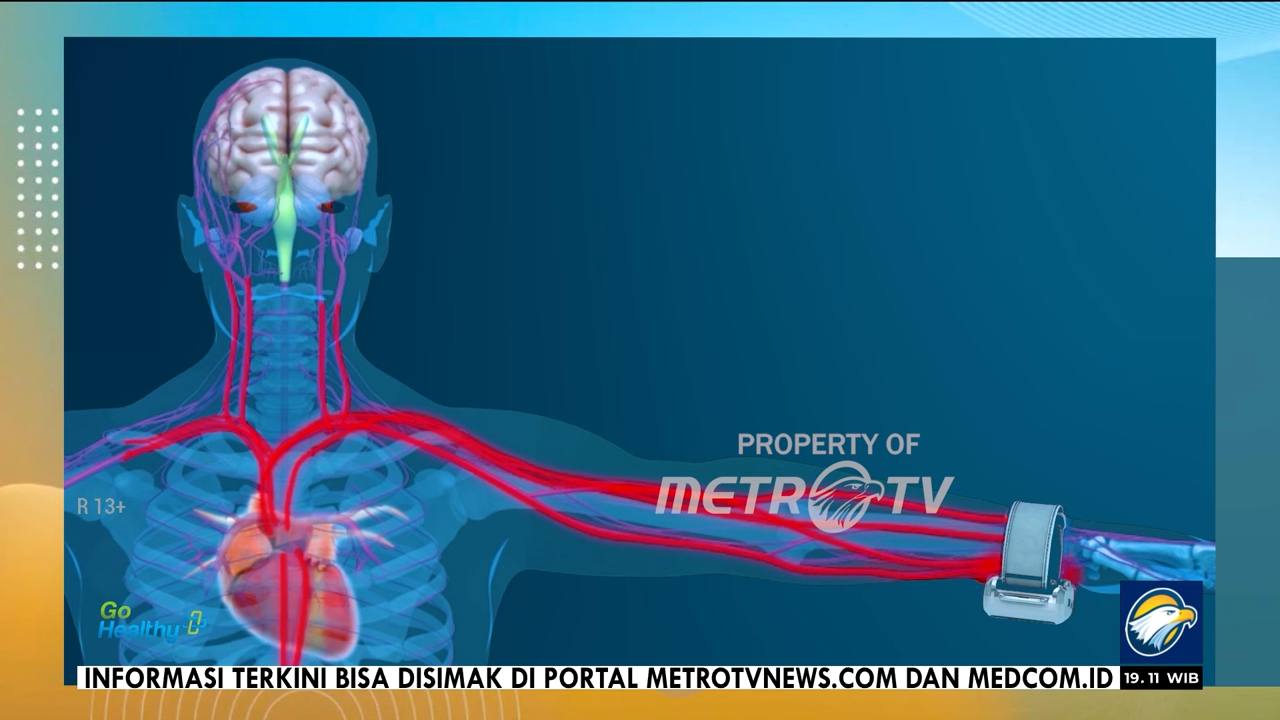 PROPERTY OF
METRO TV
R 13+
Go
Healthy
INFORMASI TERKINI BISA DISIMAK DI PORTAL METROTVNEWS.COM DAN MEDCOM.ID
19.11 WIB